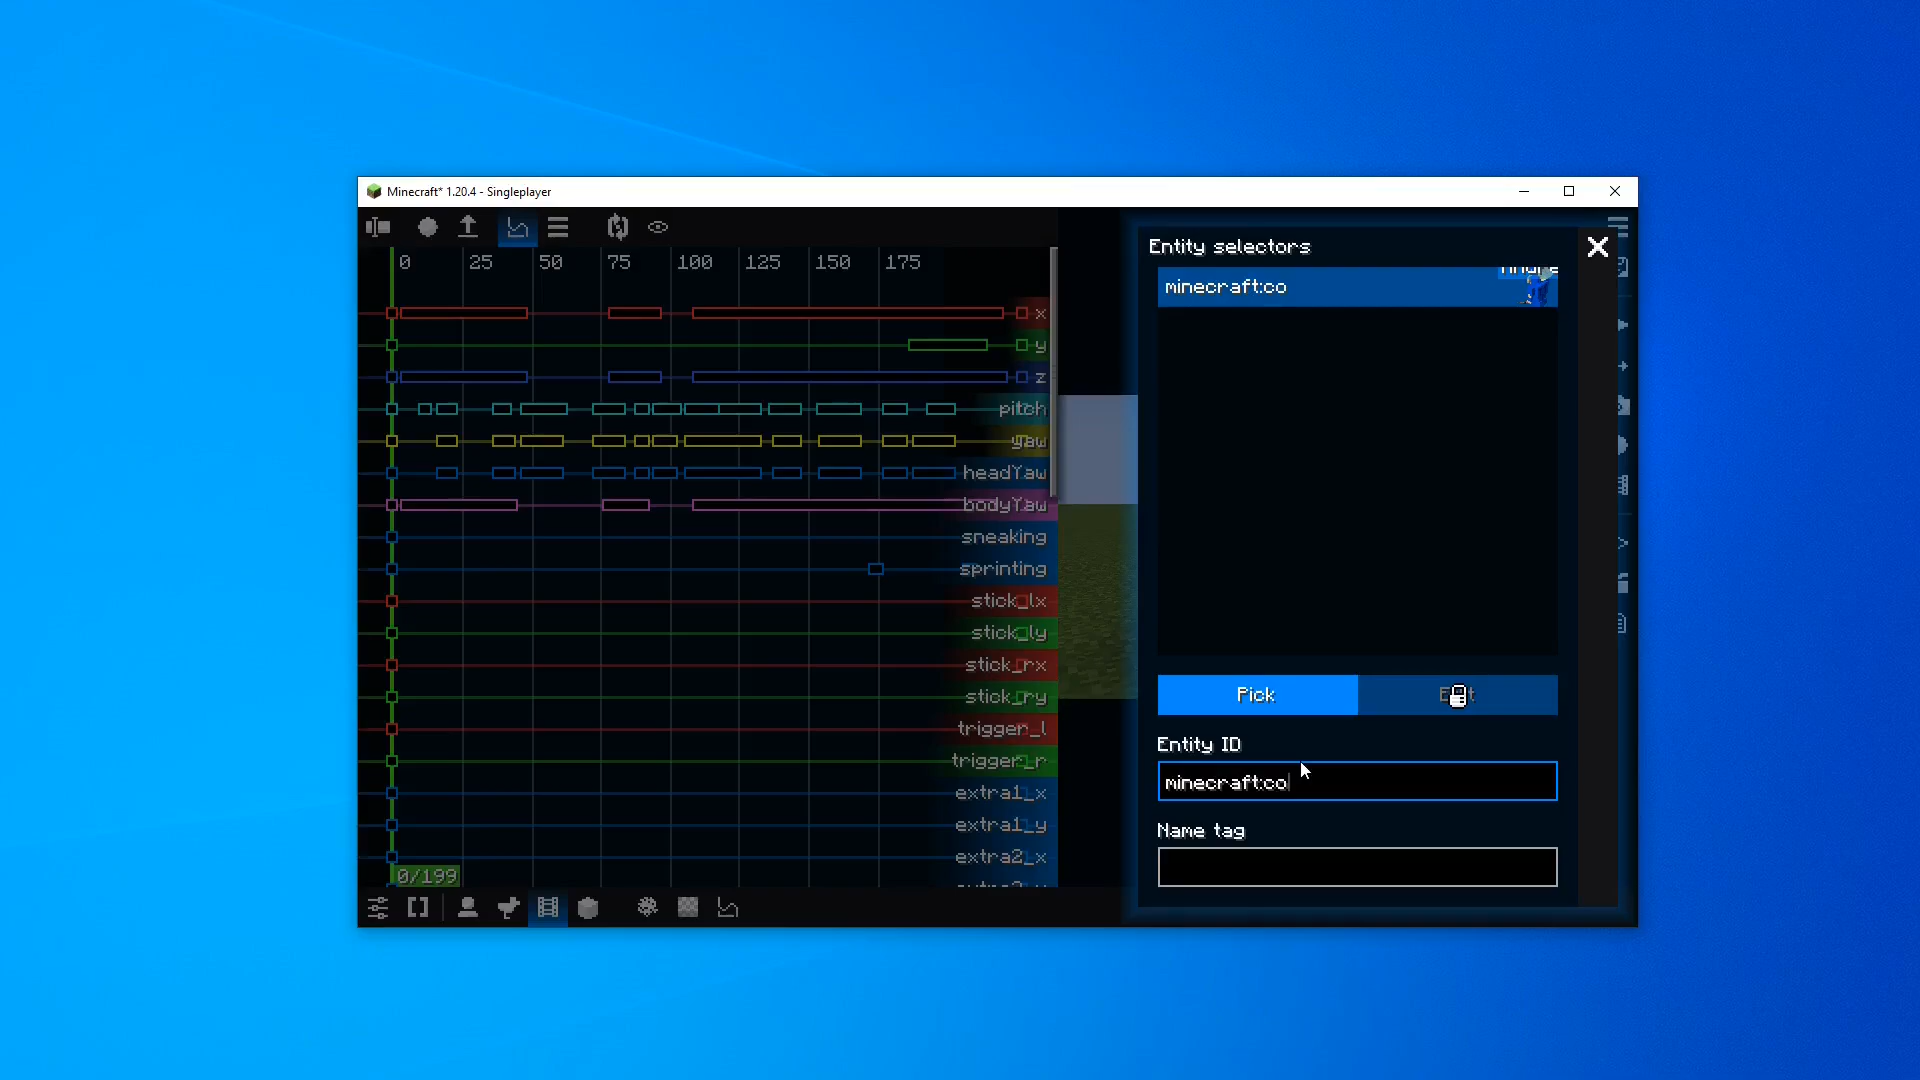 Minecraft* 1.20.4 - Singleplayer
0 25 50 75 100 125 150 175
x
y
z
pitch
yaw
headYaw
bodyYaw
sneaking
sprinting
stick_lx
stick_ly
stick_rx
stick_ry
trigger_l
trigger_r
extra1_x
extra1_y
extra2_x
0/199
Entity selectors
minecraft:co
Pick
Entity ID
minecraft:co
Name tag